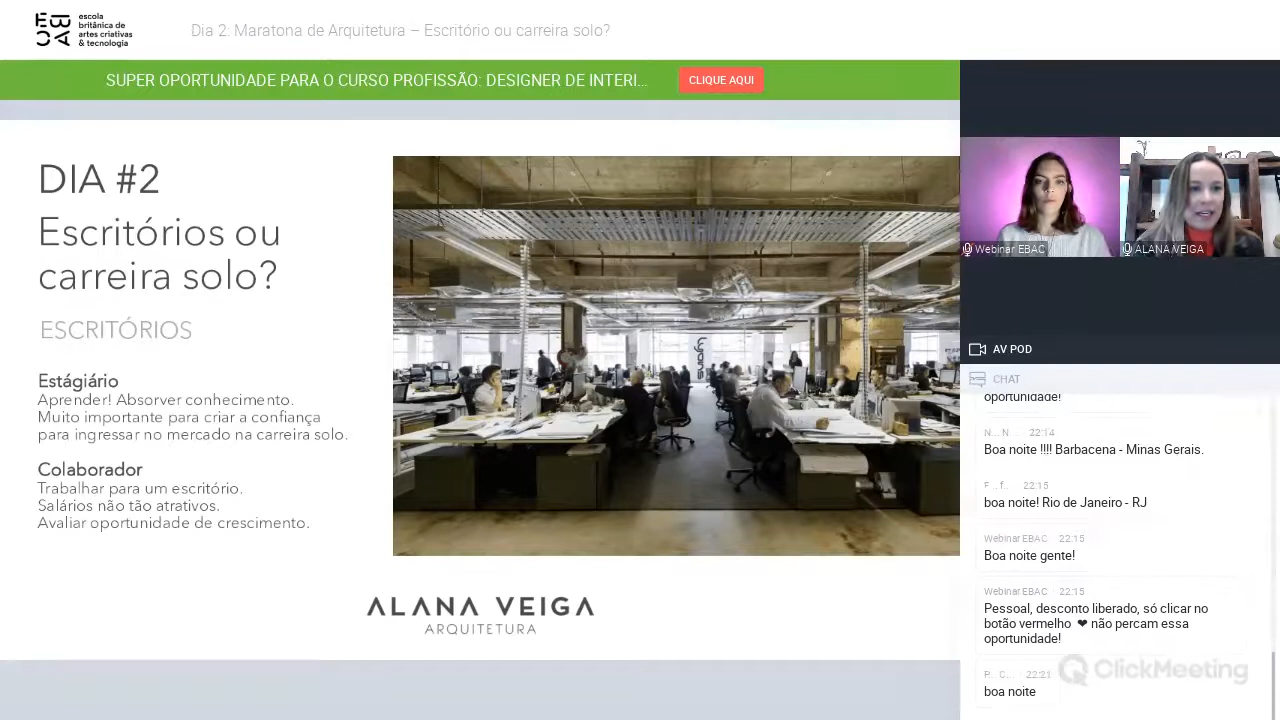 escola
britânica de
artes criativas
& tecnologia
Dia 2: Maratona de Arquitetura – Escritório ou carreira solo?
SUPER OPORTUNIDADE PARA O CURSO PROFISSÃO: DESIGNER DE INTERI...
CLIQUE AQUI
DIA #2
Escritórios ou
carreira solo?
ESCRITÓRIOS
Estágiário
Aprender! Absorver conhecimento.
Muito importante para criar a confiança
para ingressar no mercado na carreira solo.
Colaborador
Trabalhar para um escritório.
Salários não tão atrativos.
Avaliar oportunidade de crescimento.
Lyons
ALANA VEIGA
ARQUITETURA
Webinar EBAC
ALANA VEIGA
AV POD
CHAT
oportunidade!
N... N... 22:14
Boa noite !!!! Barbacena - Minas Gerais.
F... f... 22:15
boa noite! Rio de Janeiro - RJ
Webinar EBAC 22:15
Boa noite gente!
Webinar EBAC 22:15
Pessoal, desconto liberado, só clicar no
botão vermelho ❤ não percam essa
oportunidade!
P... C... 22:21
boa noite
ClickMeeting